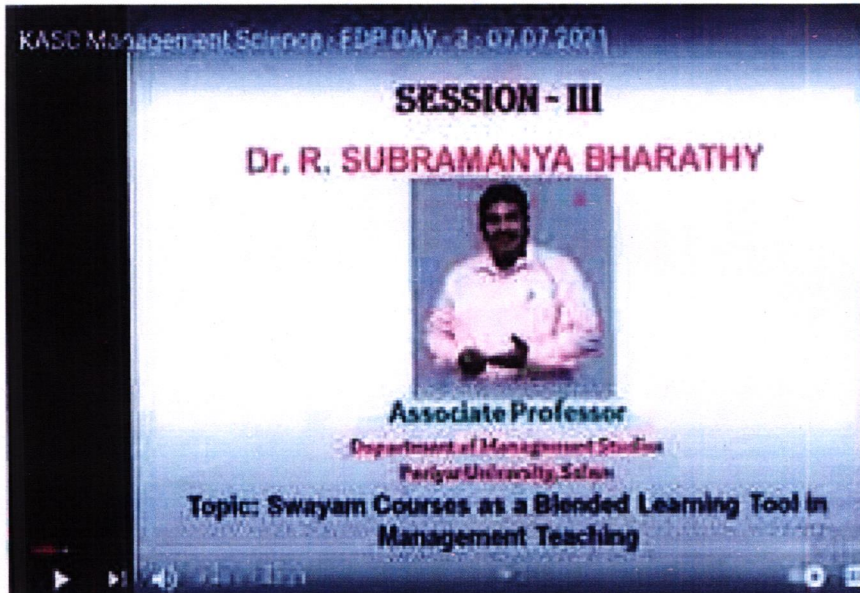 KASC Management Science - FDP DAY - 3 - 07.07.2021
SESSION - III
Dr. R. SUBRAMANYA BHARATHY
Associate Professor
Department of Management Studies
Periyar University, Salem
Topic: Swayam Courses as a Blended Learning Tool in
Management Teaching